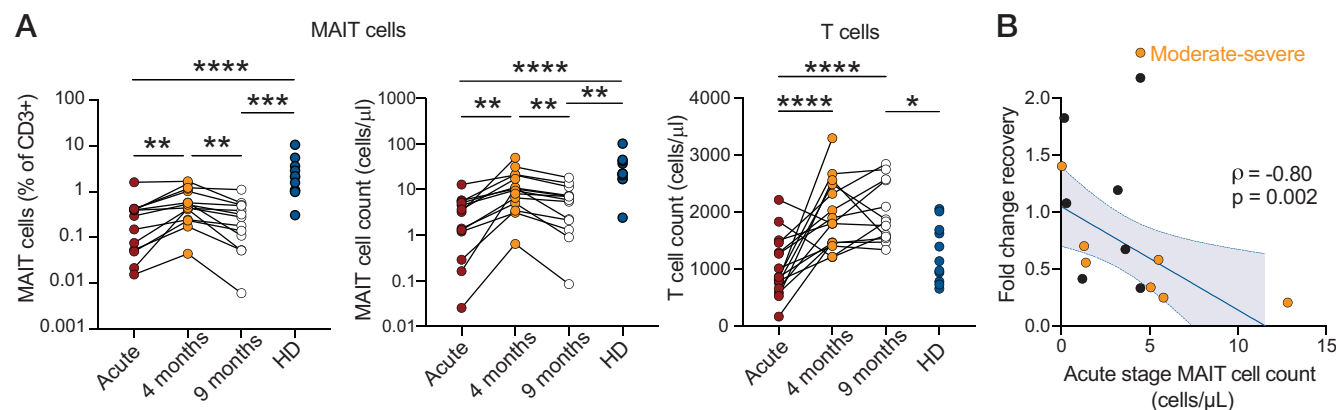 A
MAIT cells
T cells
MAIT cells (% of CD3+)
100
10
1
0.1
0.01
0.001
****
***
**
**
Acute
4 months
9 months
HD
MAIT cell count (cells/µl)
1000
100
10
1
0.1
0.01
****
**
**
**
Acute
4 months
9 months
HD
T cell count (cells/µl)
4000
3000
2000
1000
0
****
****
*
Acute
4 months
9 months
HD
B
Moderate-severe
Fold change recovery
2.0
1.5
1.0
0.5
0.0
ρ = -0.80
p = 0.002
0
5
10
15
Acute stage MAIT cell count
(cells/µL)